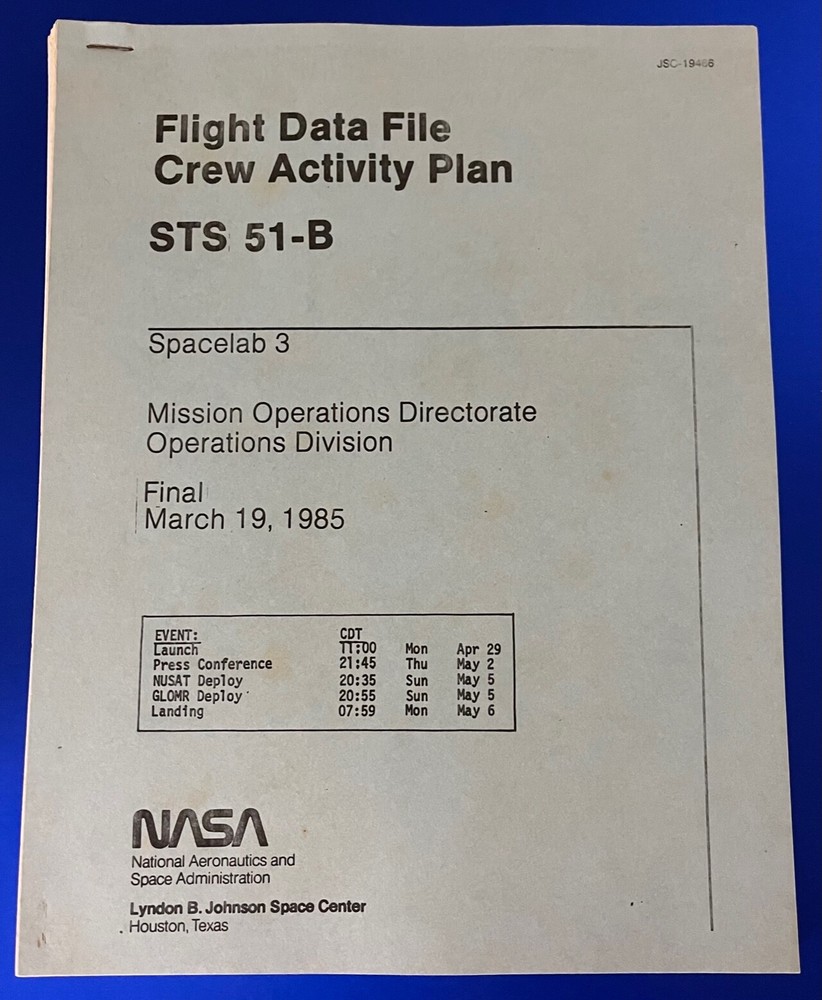 JSC-19466
Flight Data File
Crew Activity Plan
STS 51-B
Spacelab 3
Mission Operations Directorate
Operations Division
Final
March 19, 1985
EVENT: CDT
Launch 11:00 Mon Apr 29
Press Conference 21:45 Thu May 2
NUSAT Deploy 20:35 Sun May 5
GLOMR Deploy 20:55 Sun May 5
Landing 07:59 Mon May 6
NASA
National Aeronautics and
Space Administration
Lyndon B. Johnson Space Center
Houston, Texas